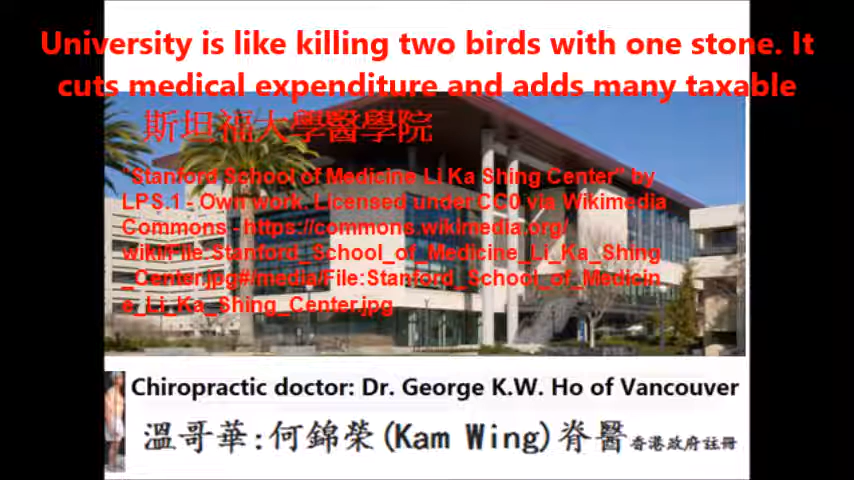 University is like killing two birds with one stone. It
cuts medical expenditure and adds many taxable
斯坦福大學醫學院
"Stanford School of Medicine Li Ka Shing Center" by
LPS.1 - Own work. Licensed under CC0 via Wikimedia
Commons - https://commons.wikimedia.org/
wiki/File:Stanford_School_of_Medicine_Li_Ka_Shing
_Center.jpg#/media/File:Stanford_School_of_Medicin
e_Li_Ka_Shing_Center.jpg
Chiropractic doctor: Dr. George K.W. Ho of Vancouver
溫哥華:何錦榮(Kam Wing)脊醫香港政府註冊